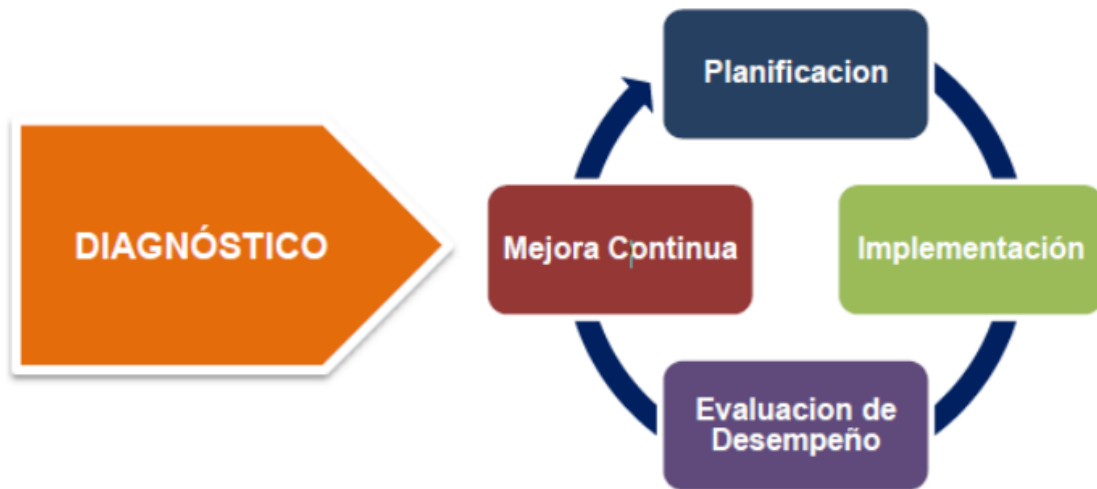 DIAGNÓSTICO
Planificacion
Implementación
Evaluacion de
Desempeño
Mejora Continua